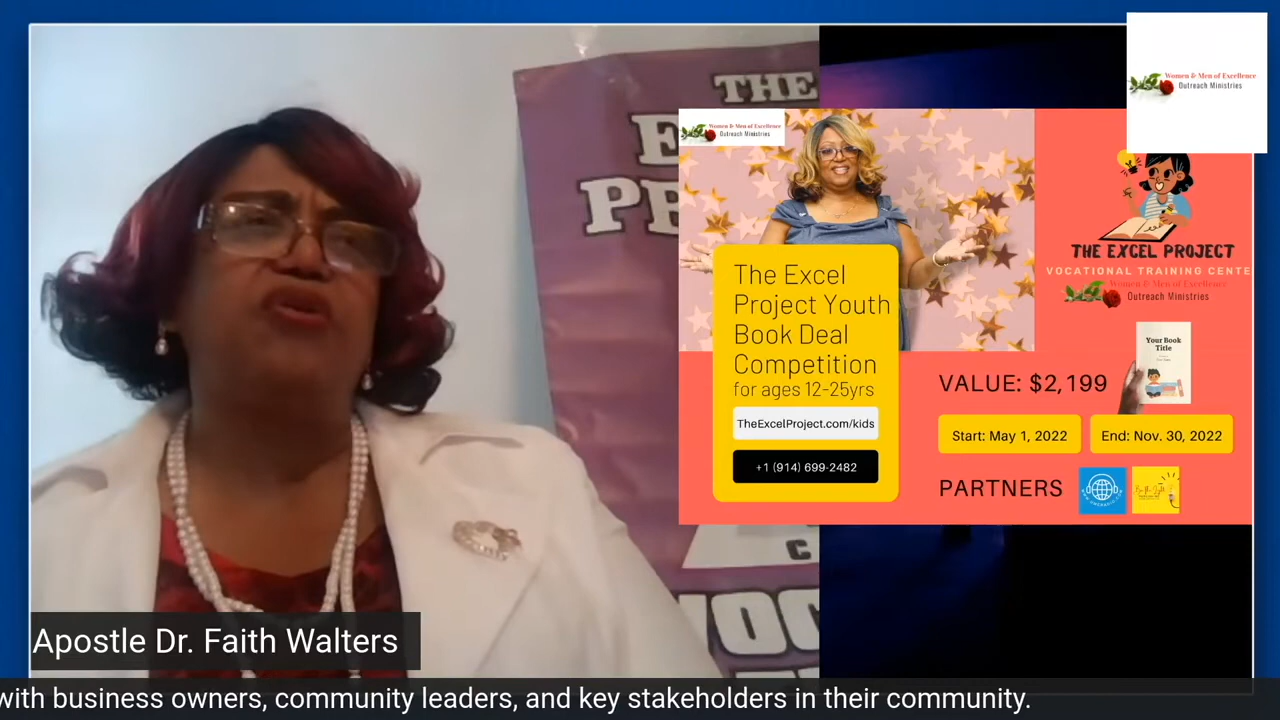 THE
Women & Men of Excellence
Outreach Ministries
Women & Men of Excellence
Outreach Ministries
The Excel
Project Youth
Book Deal
Competition
for ages 12-25yrs
TheExcelProject.com/kids
+1 (914) 699-2482
THE EXCEL PROJECT
VOCATIONAL TRAINING CENTE
Women & Men of Excellence
Outreach Ministries
Your Book
Title
VALUE: $2,199
Start: May 1, 2022
End: Nov. 30, 2022
PARTNERS
Apostle Dr. Faith Walters
with business owners, community leaders, and key stakeholders in their community.